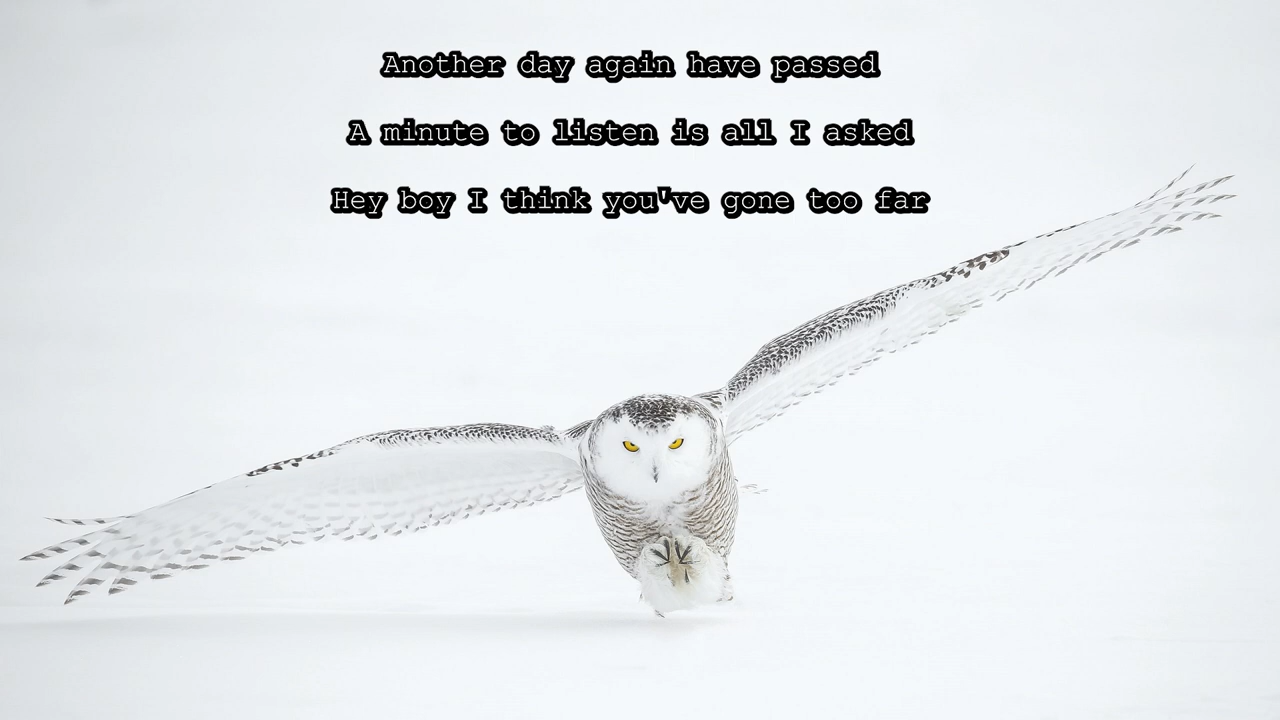 Another day again have passed
A minute to listen is all I asked
Hey boy I think you've gone too far